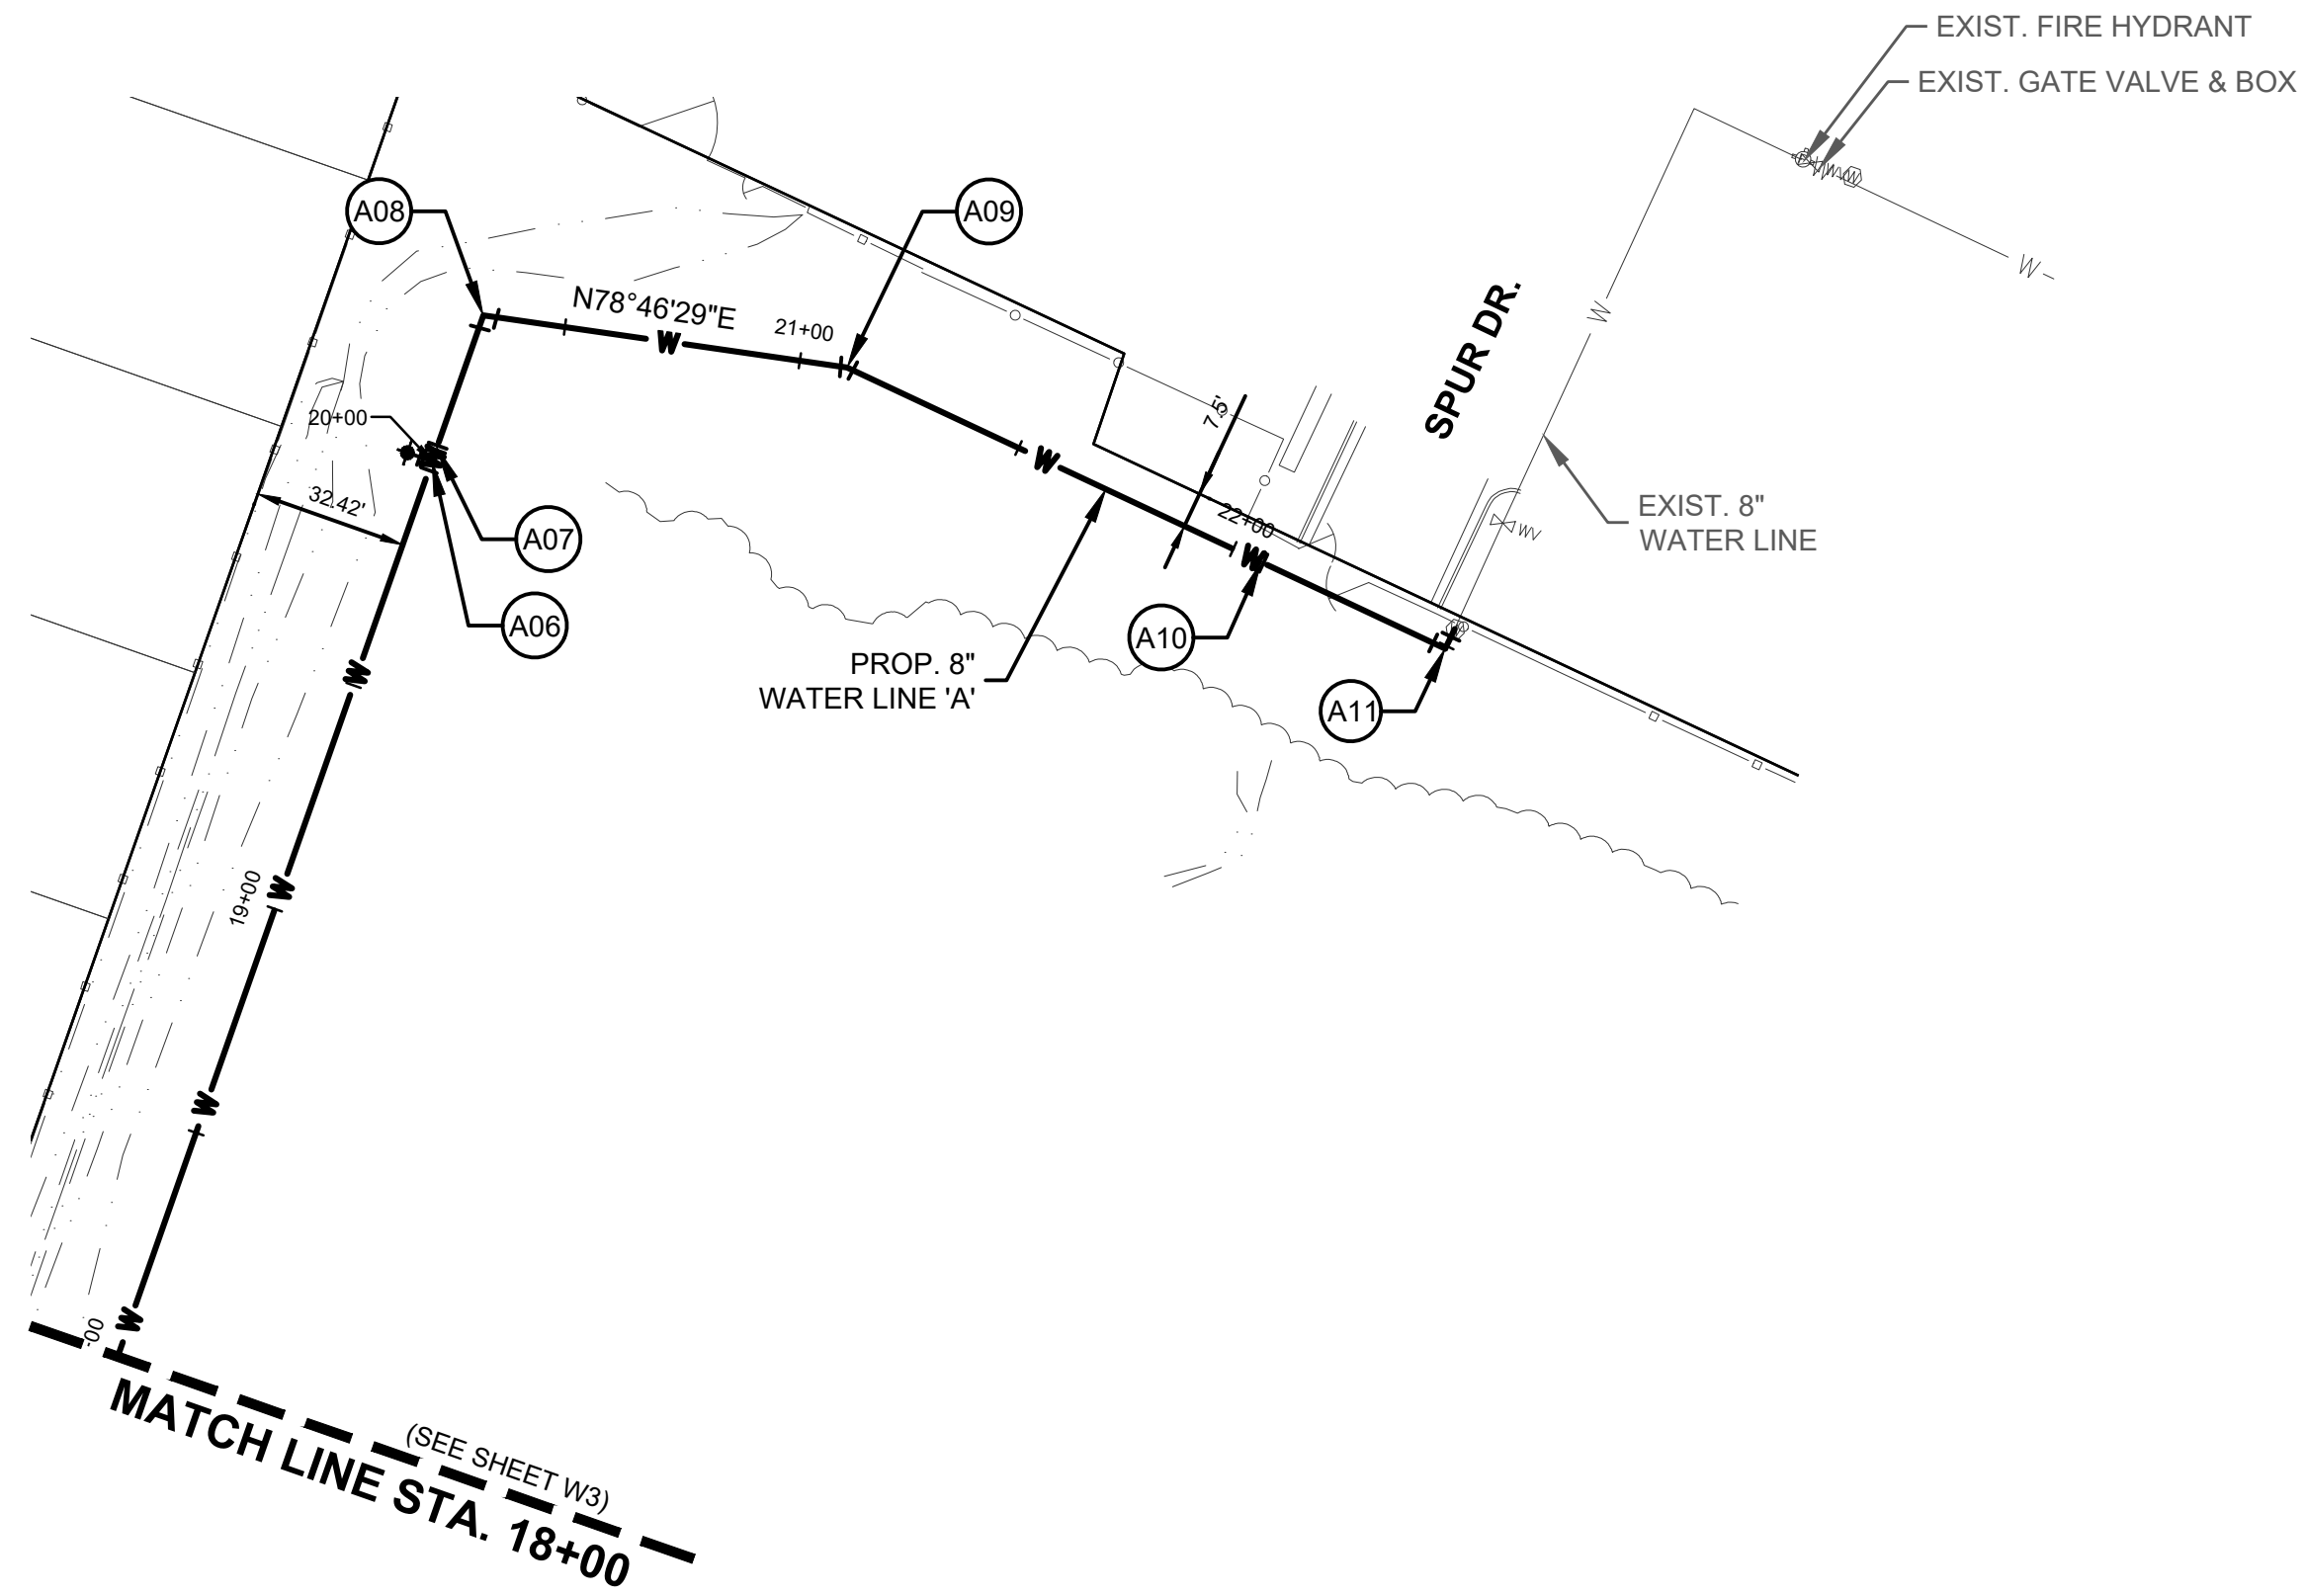 EXIST. FIRE HYDRANT
EXIST. GATE VALVE & BOX
A08
A09
N78°46'29"E
21+00
W
W
SPUR DR.
W
20+00
7.5'
32.42'
W
EXIST. 8"
WATER LINE
22+00
WV
A07
W
A06
A10
PROP. 8"
WATER LINE 'A'
W
A11
W
19+00
W
W
+00
(SEE SHEET W3)
MATCH LINE STA. 18+00